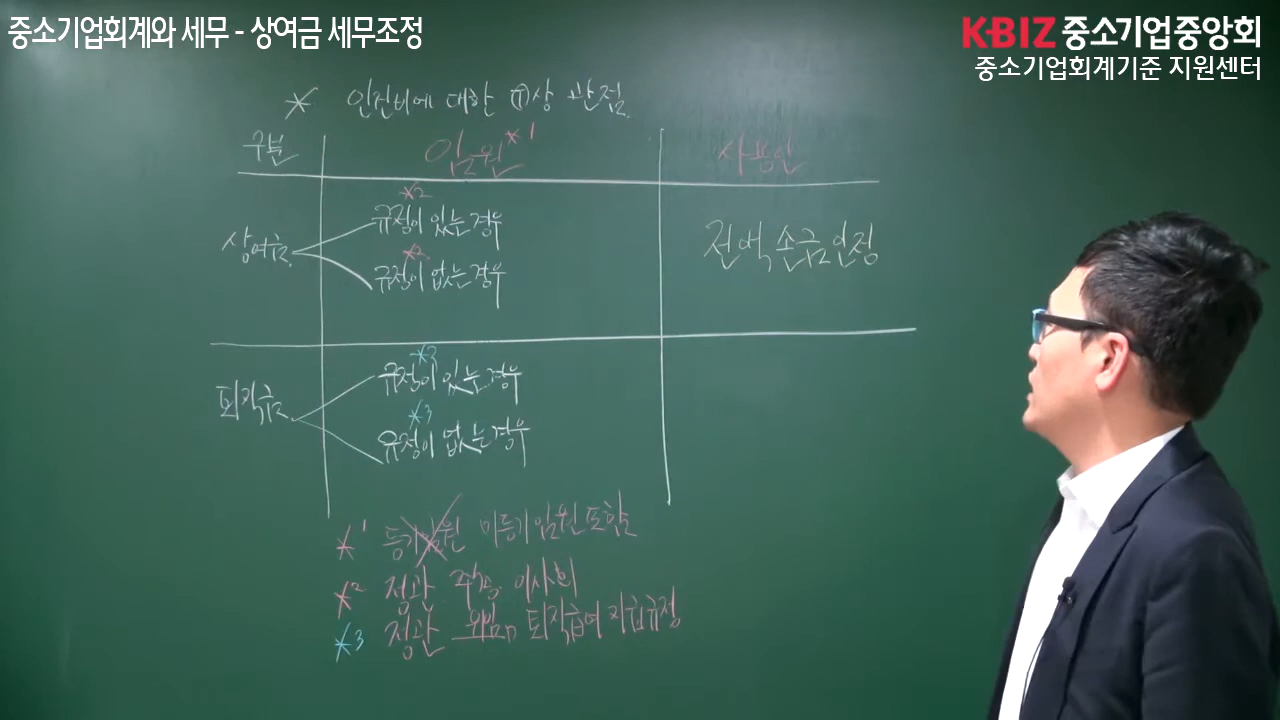 중소기업회계와 세무 - 상여금 세무조정
K-BIZ 중소기업중앙회
중소기업회계기준 지원센터
* 인건비에 대한 세무상 관점.
구분 임원 *1 사용인
*2
규정이 있는 경우
상여금. *2 전액 손금인정
규정이 없는 경우
*3
규정이 있는 경우
퇴직금. *3
규정이 없는 경우
*1 등기임원 미등기임원 포함
*2 정관 주총 이사회
*3 정관 위임 퇴직급여 지급규정